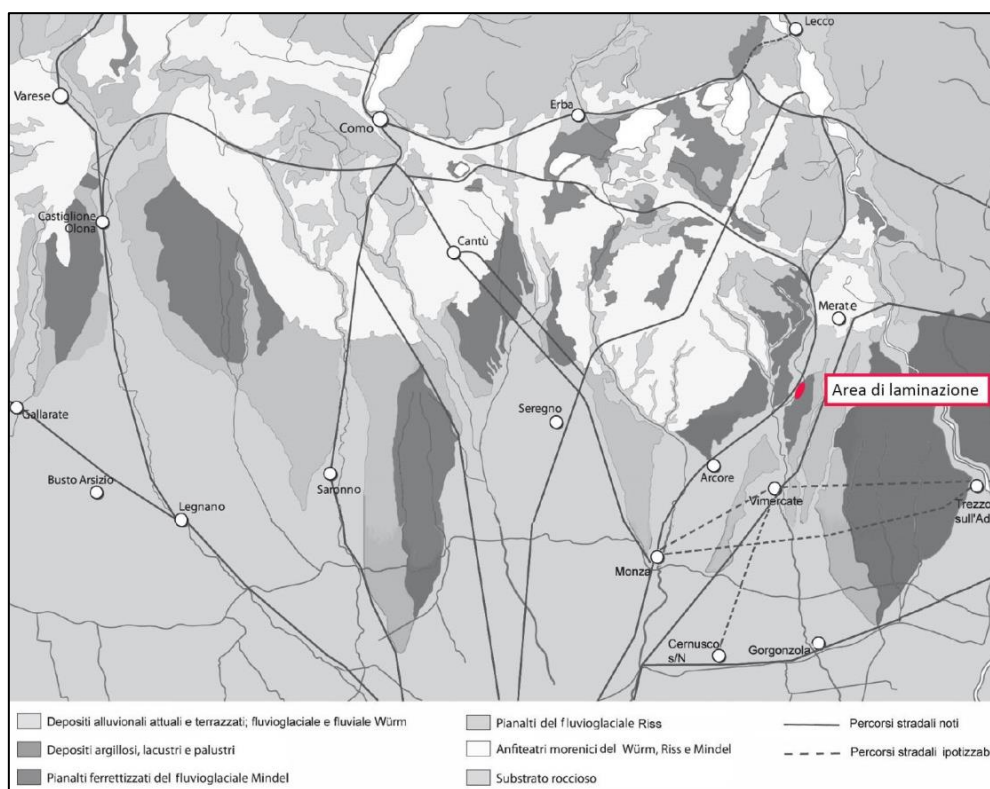 Lecco
Varese
Erba
Como
Castiglione
Olona
Cantù
Merate
Area di laminazione
Gallarate
Seregno
Busto Arsizio
Saronno
Arcore
Legnano
Vimercate
Trezzo
sull'Ad
Monza
Cernusco
s/N
Gorgonzola
Depositi alluvionali attuali e terrazzati; fluvioglaciale e fluviale Würm
Depositi argillosi, lacustri e palustri
Pianalti ferrettizzati del fluvioglaciale Mindel
Pianalti del fluvioglaciale Riss
Anfiteatri morenici del Würm, Riss e Mindel
Substrato roccioso
Percorsi stradali noti
Percorsi stradali ipotizzab